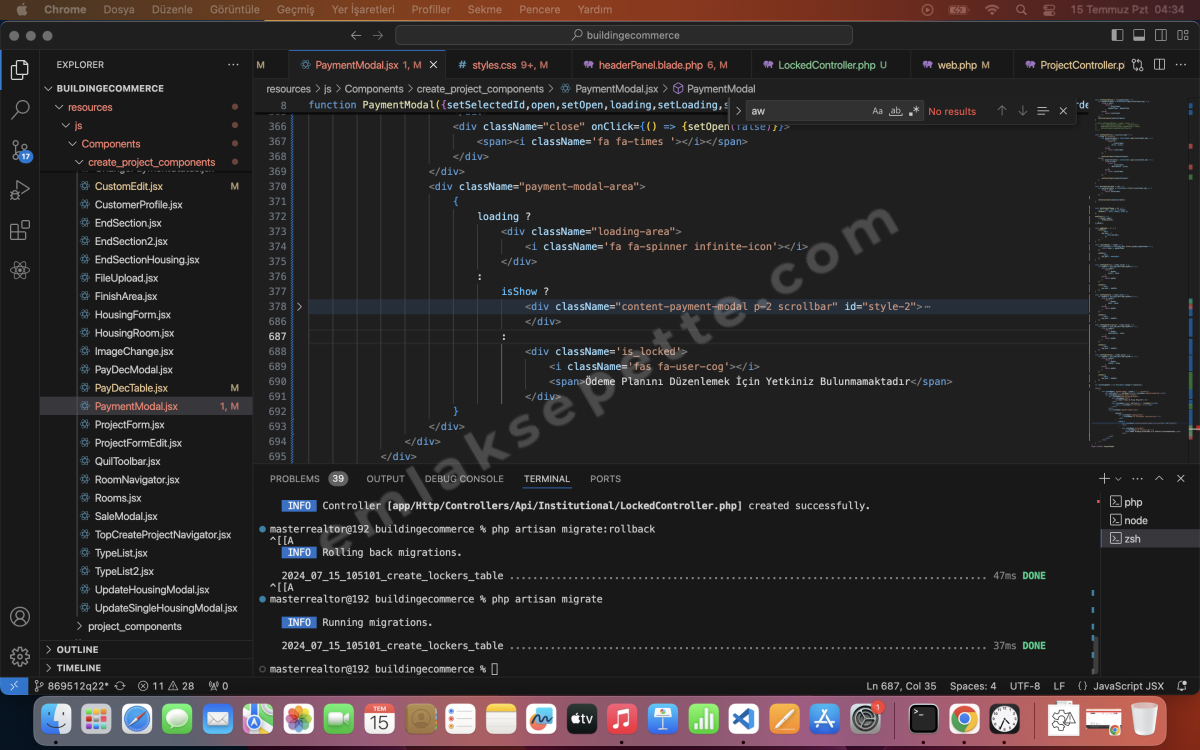 Chrome Dosya Düzenle Görüntüle Geçmiş Yer İşaretleri Profiller Sekme Pencere Yardım 15 Temmuz Pzt 04:34
buildingecommerce
EXPLORER
M PaymentModal.jsx 1, M # styles.css 9+, M headerPanel.blade.php 6, M LockedController.php U web.php M ProjectController.p
resources > js > Components > create_project_components > PaymentModal.jsx > PaymentModal
BUILDINGECOMMERCE
resources
js
Components
create_project_components
CustomEdit.jsx M
CustomerProfile.jsx
EndSection.jsx
EndSection2.jsx
EndSectionHousing.jsx
FileUpload.jsx
FinishArea.jsx
HousingForm.jsx
HousingRoom.jsx
ImageChange.jsx
PayDecModal.jsx
PayDecTable.jsx M
PaymentModal.jsx 1, M
ProjectForm.jsx
ProjectFormEdit.jsx
QuilToolbar.jsx
RoomNavigator.jsx
Rooms.jsx
SaleModal.jsx
TopCreateProjectNavigator.jsx
TypeList.jsx
TypeList2.jsx
UpdateHousingModal.jsx
UpdateSingleHousingModal.jsx
project_components
OUTLINE
TIMELINE
17
8 function PaymentModal({setSelectedId,open,setOpen,loading,setLoading,s
aw Aa ab .* No results
366 <div className="close" onClick={() => {setOpen(false)}}>
367 <span><i className='fa fa-times '></i></span>
368 </div>
369 </div>
370 <div className="payment-modal-area">
371 {
372 loading ?
373 <div className="loading-area">
374 <i className='fa fa-spinner infinite-icon'></i>
375 </div>
376 :
377 isShow ?
378 <div className="content-payment-modal p-2 scrollbar" id="style-2">⋯
686 </div>
687 :
688 <div className='is_locked'>
689 <i className='fas fa-user-cog'></i>
690 <span>Ödeme Planını Düzenlemek İçin Yetkiniz Bulunmamaktadır</span>
691 </div>
692 }
693 </div>
694 </div>
695 </div>
emlaksepette.com
PROBLEMS 39 OUTPUT DEBUG CONSOLE TERMINAL PORTS
INFO Controller [app/Http/Controllers/Api/Institutional/LockedController.php] created successfully.
masterrealtor@192 buildingecommerce % php artisan migrate:rollback
^[[A
INFO Rolling back migrations.
2024_07_15_105101_create_lockers_table ................................ 47ms DONE
^[[A
masterrealtor@192 buildingecommerce % php artisan migrate
INFO Running migrations.
2024_07_15_105101_create_lockers_table ................................ 37ms DONE
masterrealtor@192 buildingecommerce %
php
node
zsh
869512q22* 11 28 0 Ln 687, Col 35 Spaces: 4 UTF-8 LF {} JavaScript JSX
TEM
15
tv
1